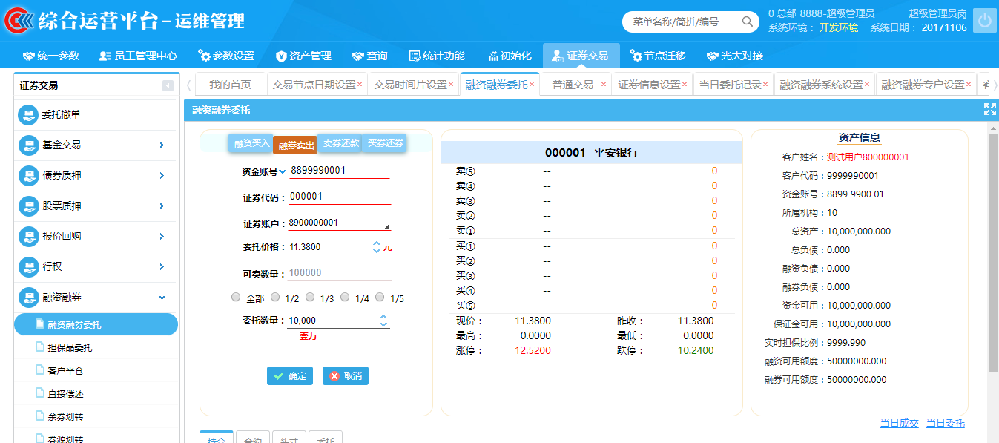 综合运营平台-运维管理
菜单名称/简拼/编号
0 总部 8888-超级管理员 超级管理员岗
系统环境： 开发环境 系统日期： 20171106
统一参数 员工管理中心 参数设置 资产管理 查询 统计功能 初始化 证券交易 节点迁移 光大对接
证券交易
我的首页 交易节点日期设置× 交易时间片设置× 融资融券委托× 普通交易 × 证券信息设置× 当日委托记录× 融资融券系统设置× 融资融券专户设置×
委托撤单
基金交易
债券质押
股票质押
报价回购
行权
融资融券
融资融券委托
担保品委托
客户平仓
直接偿还
余券划转
券源划转
融资融券委托
融资买入 融券卖出 卖券还款 买券还券
资金账号 8899990001
证券代码： 000001
证券账户： 8900000001
委托价格： 11.3800 元
可卖数量： 100000
全部 1/2 1/3 1/4 1/5
委托数量： 10,000
壹万
确定 取消
000001 平安银行
卖⑤ -- 0
卖④ -- 0
卖③ -- 0
卖② -- 0
卖① -- 0
买① -- 0
买② -- 0
买③ -- 0
买④ -- 0
买⑤ -- 0
现价： 11.3800 昨收： 11.3800
最高： 0.0000 最低： 0.0000
涨停： 12.5200 跌停： 10.2400
资产信息
客户姓名：测试用户800000001
客户代码：9999990001
资金账号：8899 9900 01
所属机构：10
总资产：10,000,000.000
总负债：0.000
融资负债：0.000
融券负债：0.000
资金可用：10,000,000.000
保证金可用：10,000,000.000
实时担保比例：9999.990
融资可用额度：50000000.000
融券可用额度：50000000.000
当日成交 当日委托
持仓 合约 头寸 委托